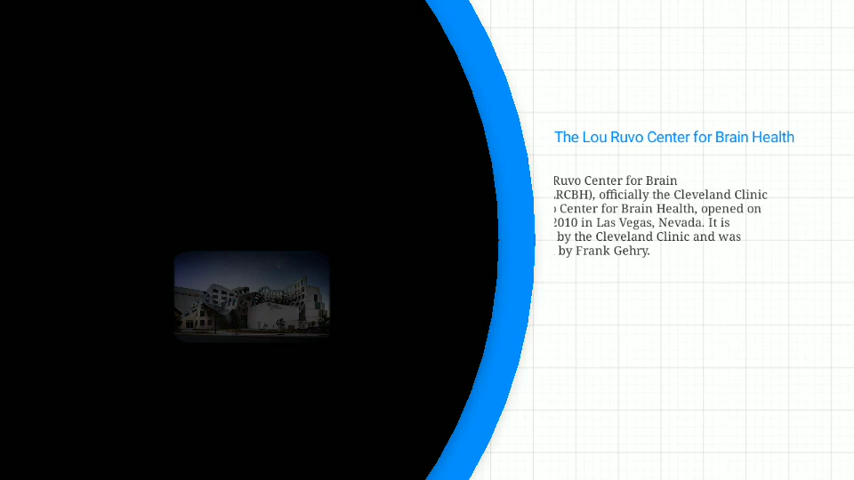 The Lou Ruvo Center for Brain Health
Ruvo Center for Brain
RCBH), officially the Cleveland Clinic
Center for Brain Health, opened on
2010 in Las Vegas, Nevada. It is
by the Cleveland Clinic and was
by Frank Gehry.